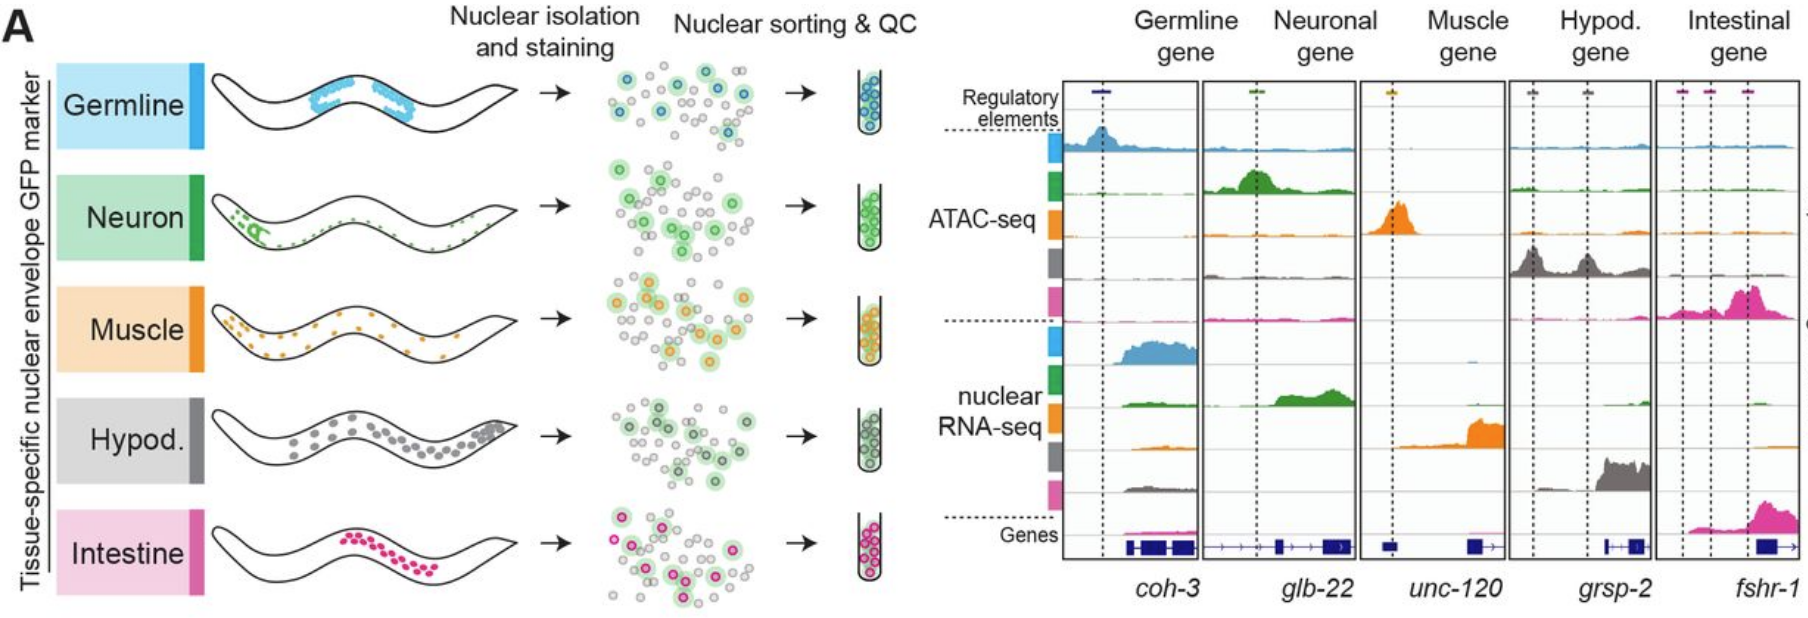 A
Tissue-specific nuclear envelope GFP marker
Nuclear isolation
and staining
Nuclear sorting & QC
Germline
Neuron
Muscle
Hypod.
Intestine
Germline
gene
Neuronal
gene
Muscle
gene
Hypod.
gene
Intestinal
gene
Regulatory
elements
ATAC-seq
nuclear
RNA-seq
Genes
coh-3
glb-22
unc-120
grsp-2
fshr-1